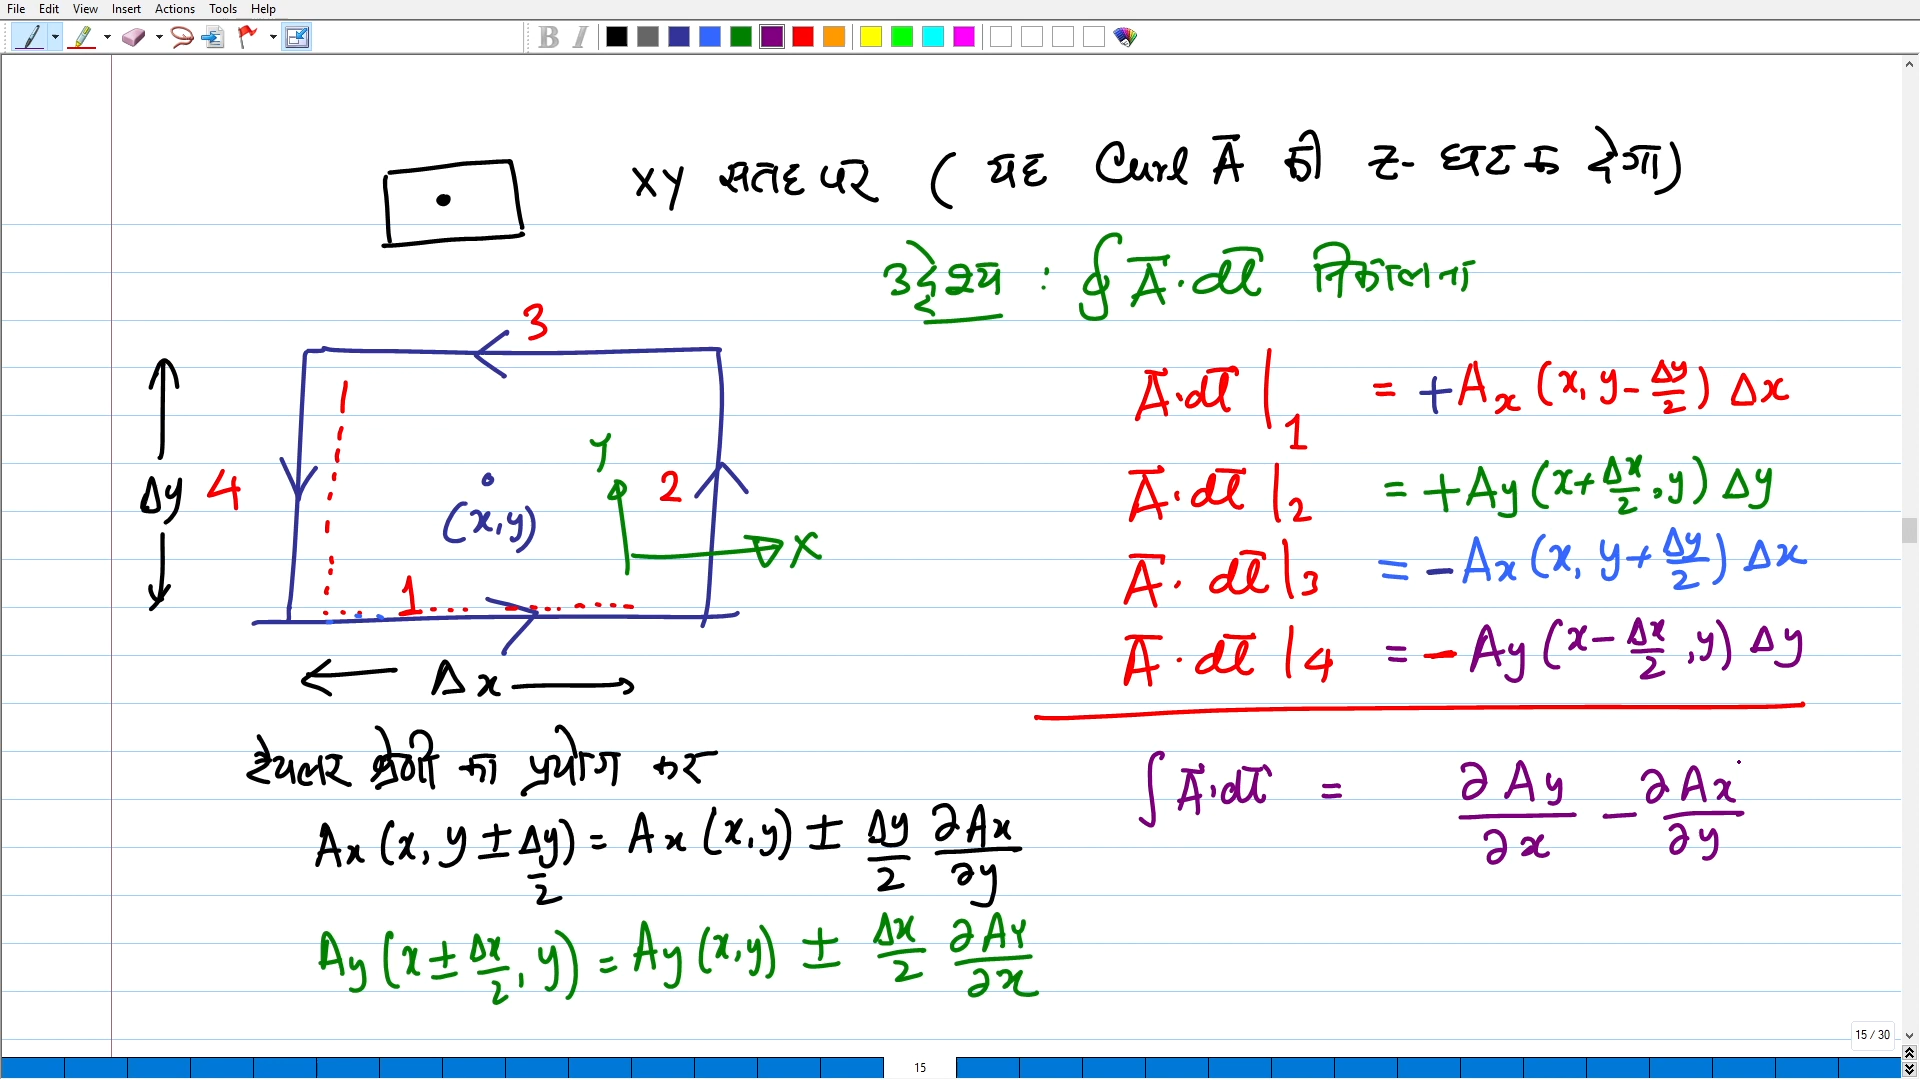 File Edit View Insert Actions Tools Help
XY सतह पर ( यह Curl A̅ की z- घटक देगा)
उद्देश्य : ∮ A̅·dl̅ निकालना
3
A̅·dl̅ |₁ = +Aₓ (x, y - Δy/2) Δx
Y
Δy 4 2
(x,y)
A̅·dl̅ |₂ = +Ay (x+Δx/2, y) Δy
X
A̅·dl̅ |₃ = -Ax (x, y+Δy/2) Δx
1
A̅·dl̅ |₄ = -Ay (x-Δx/2, y) Δy
Δx
टेयलर श्रेणी का प्रयोग कर
∫ A̅·dl̅ = ∂Ay/∂x - ∂Ax/∂y
Ax (x, y ± Δy/2) = Ax (x,y) ± Δy/2 ∂Ax/∂y
Ay (x ± Δx/2, y) = Ay (x,y) ± Δx/2 ∂AY/∂x
15 / 30
15